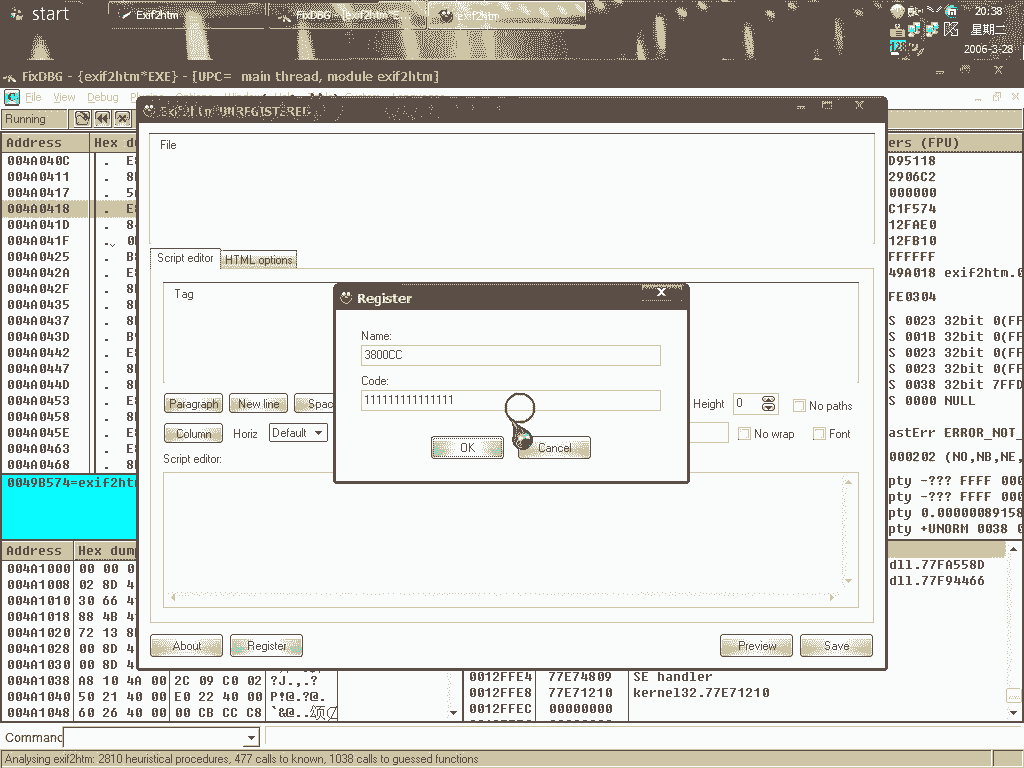 start
Exif2htm
20:38
星期二
2006-3-28
FixDBG - {exif2htm*EXE} - [UPC= main thread, module exif2htm]
File View Debug
Running
Address Hex
ers (FPU)
004A040C . E8
D95118
004A0411 . 8
2906C2
004A0417 . 5
000000
004A0418 . E8
C1F574
004A041D . 8
12FAE0
004A041F . 0
12FB10
004A0425 . B
FFFFFF
004A042A . E8
49A018 exif2htm.0
004A042F . 8
FE0304
004A0435 . 8
004A0437 . 8
S 0023 32bit 0(FF
004A043D . B
S 001B 32bit 0(FF
004A0442 . E8
S 0023 32bit 0(FF
004A0447 . 8
S 0023 32bit 0(FF
004A044D . 8
S 0038 32bit 7FFD
004A0453 . E8
S 0000 NULL
004A0458 . 8
004A045E . E8
astErr ERROR_NOT_
004A0463 . E8
000202 (NO,NB,NE,
004A0468 . 8
0049B574=exif2htm
pty -??? FFFF 000
pty -??? FFFF 000
pty 0.00000089158
pty +UNORM 0038 0
UNREGISTERED
File
Script editor
HTML options
Tag
Register
Name:
3800CC
Code:
1111111111111111
OK
Cancel
Paragraph
New line
Spac
Height
0
No paths
Column
Horiz
Default
No wrap
Font
Script editor:
About
Register
Preview
Save
Address Hex dump
004A1000 00 00 0
dll.77FA558D
004A1008 02 8D 4
dll.77F94466
004A1010 30 66 4
004A1018 88 4B 4
004A1020 72 13 8
004A1028 00 8D 4
004A1030 00 8D 4
004A1038 A8 10 4A 00 2C 09 C0 02 ?J.,.?
0012FFE4 77E74809 SE handler
004A1040 50 21 40 00 E0 22 40 00 P!@.?@.
0012FFE8 77E71210 kernel32.77E71210
004A1048 60 26 40 00 00 CB CC C8 `&@..颂
0012FFEC 00000000
Command
Analysing exif2htm: 2810 heuristical procedures, 477 calls to known, 1038 calls to guessed functions